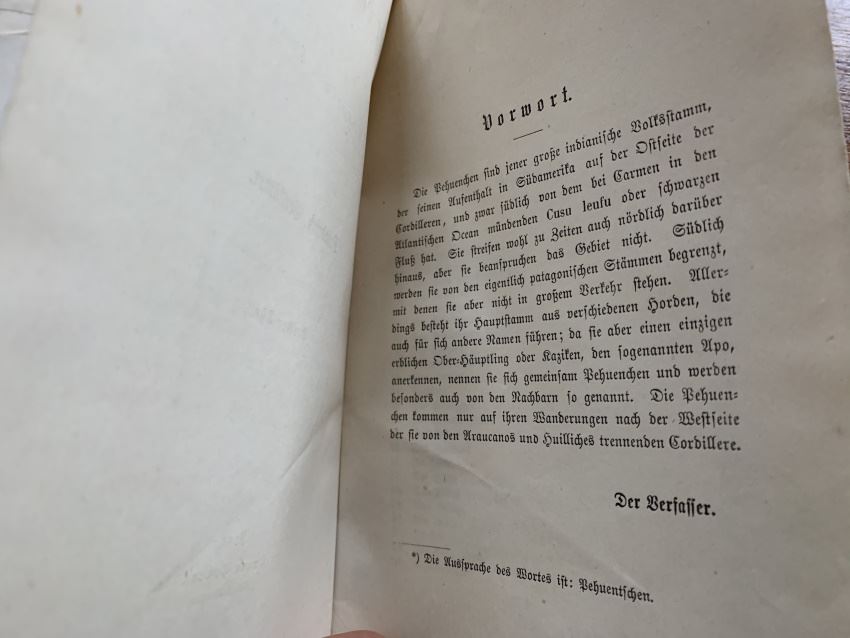 Vorwort.
Die Pehuenchen sind jener große indianische Volksstamm,
der seinen Aufenthalt in Südamerika auf der Ostseite der
Cordilleren, und zwar südlich von dem bei Carmen in den
Atlantischen Ocean mündenden Cusu leufu oder schwarzen
Fluß hat. Sie streifen wohl zu Zeiten auch nördlich darüber
hinaus, aber sie beanspruchen das Gebiet nicht. Südlich
werden sie von den eigentlich patagonischen Stämmen begrenzt,
mit denen sie aber nicht in großem Verkehr stehen. Aller-
dings besteht ihr Hauptstamm aus verschiedenen Horden, die
auch für sich andere Namen führen; da sie aber einen einzigen
erblichen Ober-Häuptling oder Kaziken, den sogenannten Apo,
anerkennen, nennen sie sich gemeinsam Pehuenchen und werden
besonders auch von den Nachbarn so genannt. Die Pehuen-
chen kommen nur auf ihren Wanderungen nach der Westseite
der sie von den Araucanos und Huilliches trennenden Cordillere.
Der Verfasser.
*) Die Aussprache des Wortes ist: Pehuentschen.